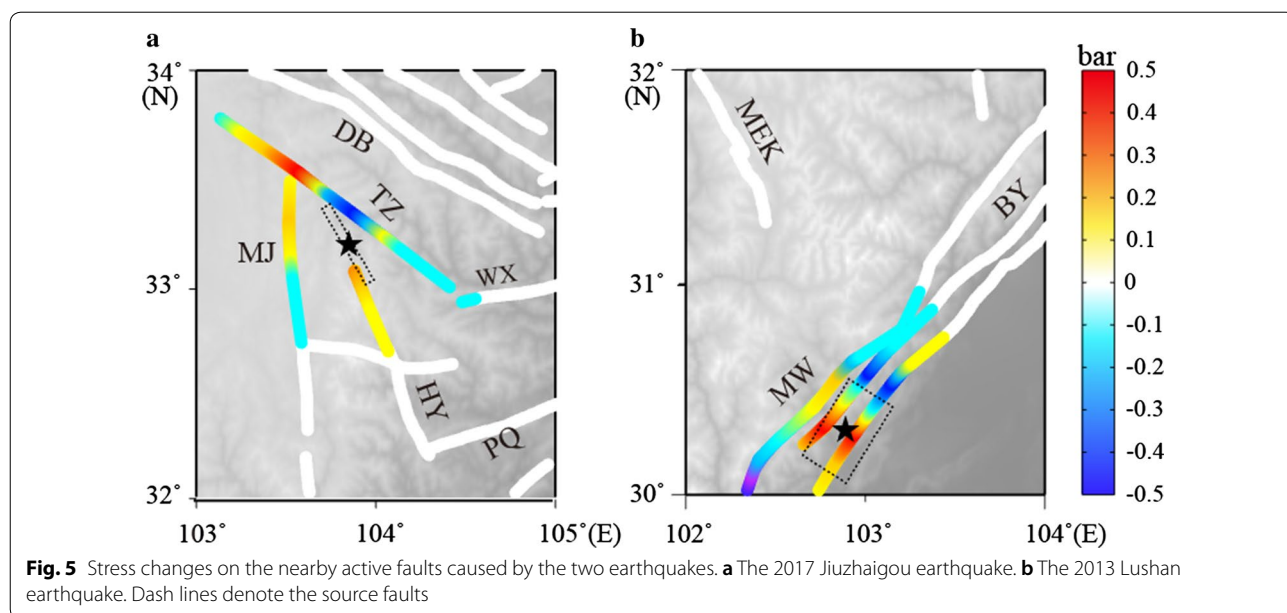 a
b
bar
34°
(N)
33°
32°
103°
104°
105°(E)
DB
TZ
MJ
WX
HY
PQ
32°
(N)
31°
30°
102°
103°
104°(E)
MEK
BY
MW
0.5
0.4
0.3
0.2
0.1
0
-0.1
-0.2
-0.3
-0.4
-0.5
Fig. 5 Stress changes on the nearby active faults caused by the two earthquakes. a The 2017 Jiuzhaigou earthquake. b The 2013 Lushan
earthquake. Dash lines denote the source faults